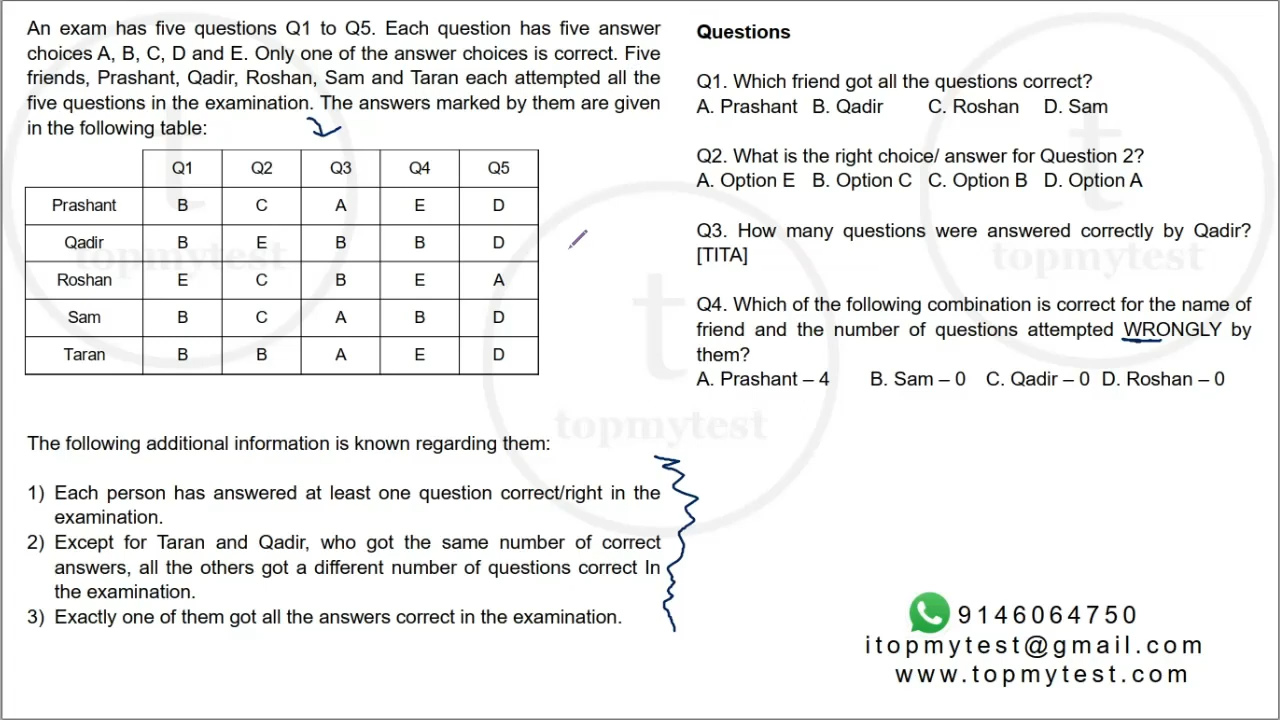 An exam has five questions Q1 to Q5. Each question has five answer
choices A, B, C, D and E. Only one of the answer choices is correct. Five
friends, Prashant, Qadir, Roshan, Sam and Taran each attempted all the
five questions in the examination. The answers marked by them are given
in the following table:
Q1 Q2 Q3 Q4 Q5
Prashant B C A E D
Qadir B E B B D
Roshan E C B E A
Sam B C A B D
Taran B B A E D
The following additional information is known regarding them:
1) Each person has answered at least one question correct/right in the
examination.
2) Except for Taran and Qadir, who got the same number of correct
answers, all the others got a different number of questions correct In
the examination.
3) Exactly one of them got all the answers correct in the examination.
Questions
Q1. Which friend got all the questions correct?
A. Prashant B. Qadir C. Roshan D. Sam
Q2. What is the right choice/ answer for Question 2?
A. Option E B. Option C C. Option B D. Option A
Q3. How many questions were answered correctly by Qadir?
[TITA]
Q4. Which of the following combination is correct for the name of
friend and the number of questions attempted WRONGLY by
them?
A. Prashant – 4 B. Sam – 0 C. Qadir – 0 D. Roshan – 0
9146064750
itopmytest@gmail.com
www.topmytest.com
t
topmytest
t
topmytest
t
topmytest